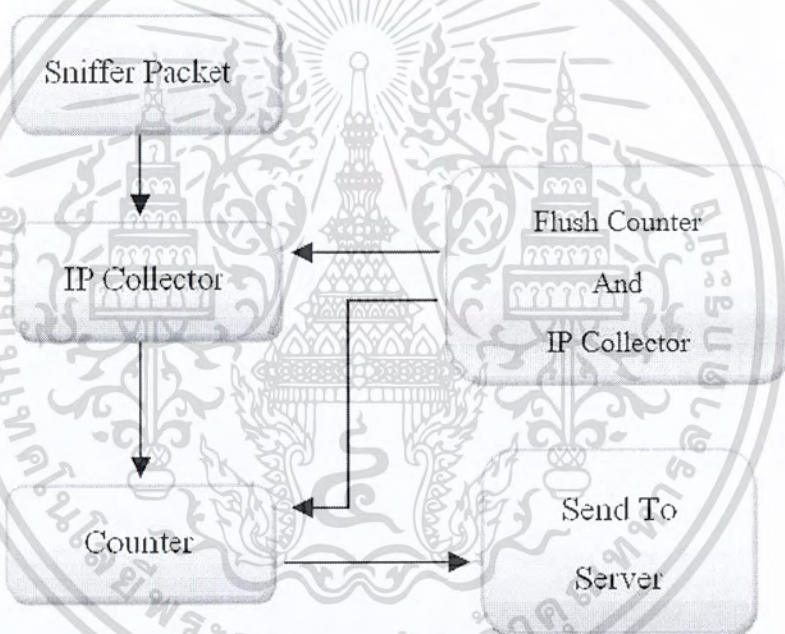 Sniffer Packet
IP Collector
Flush Counter
And
IP Collector
Counter
Send To
Server